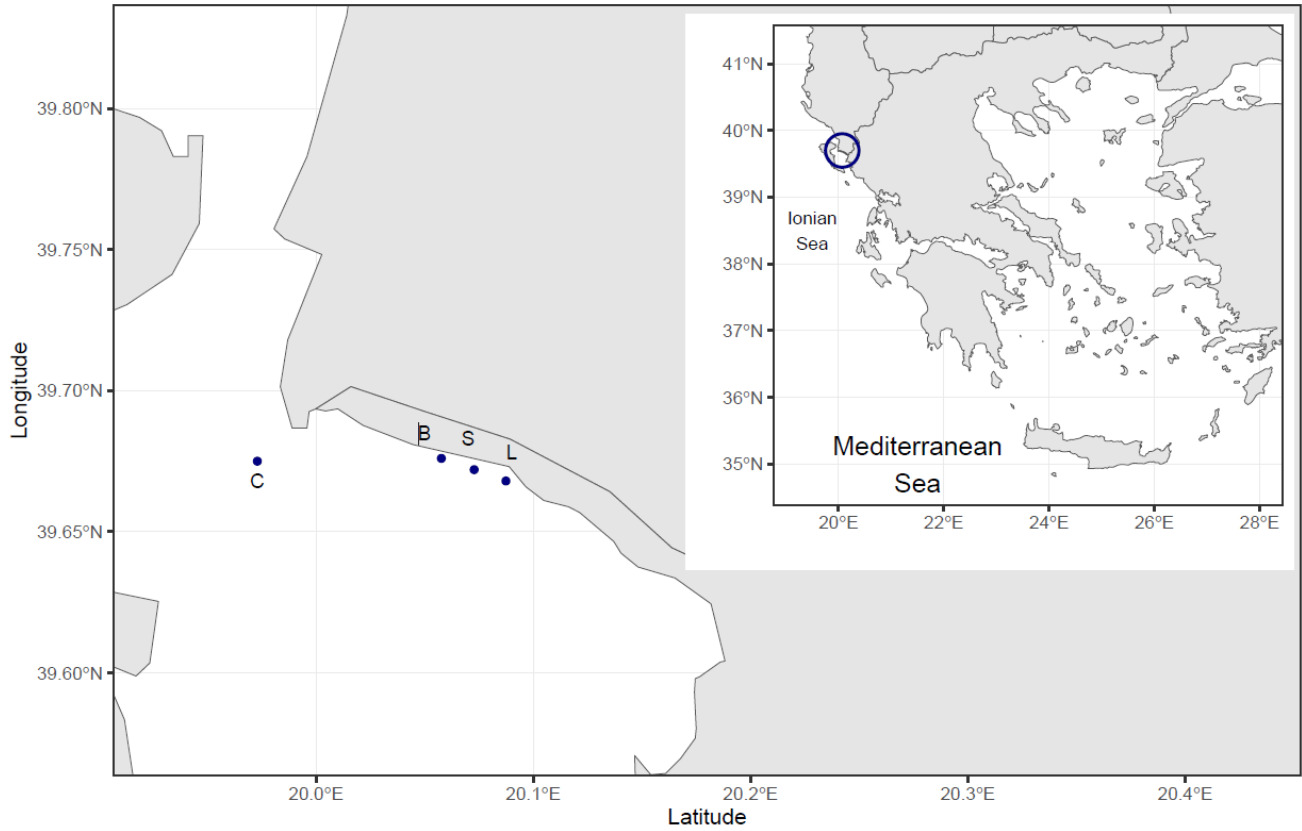 39.80°N
39.75°N
39.70°N
39.65°N
39.60°N
Longitude
20.0°E 20.1°E 20.2°E 20.3°E 20.4°E
Latitude
B S L
C
41°N
40°N
39°N
38°N
37°N
36°N
35°N
Ionian
Sea
Mediterranean
Sea
20°E 22°E 24°E 26°E 28°E